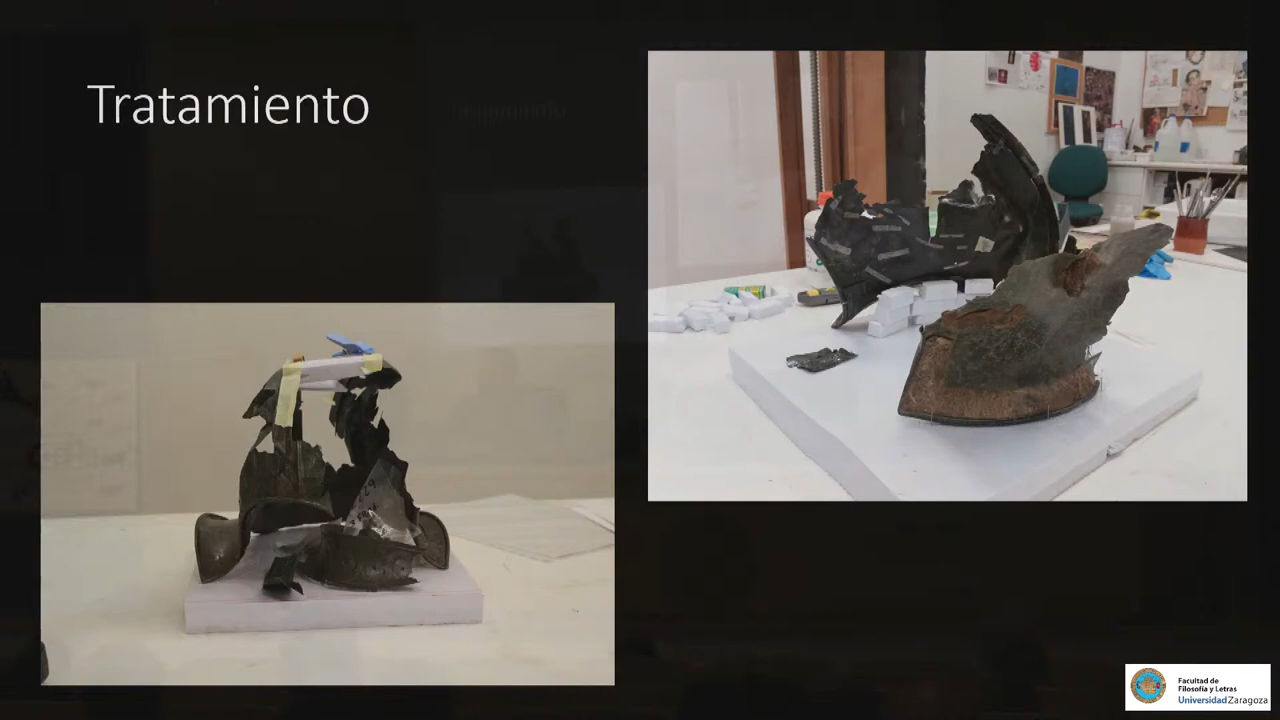 Tratamiento
Facultad de
Filosofía y Letras
Universidad Zaragoza